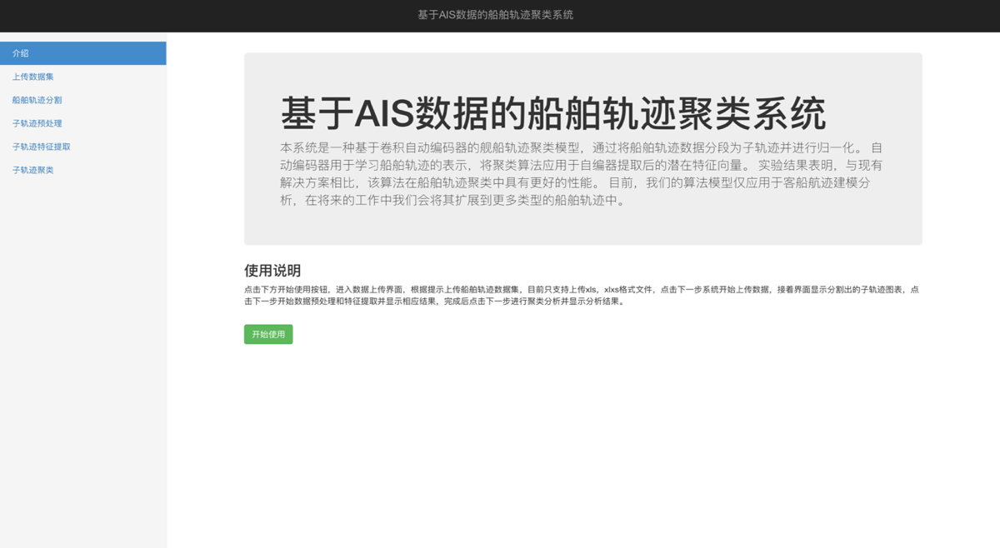 基于AIS数据的船舶轨迹聚类系统
介绍
上传数据集
船舶轨迹分割
子轨迹预处理
子轨迹特征提取
子轨迹聚类
基于AIS数据的船舶轨迹聚类系统
本系统是一种基于卷积自动编码器的舰船轨迹聚类模型，通过将船舶轨迹数据分段为子轨迹并进行归一化。 自
动编码器用于学习船舶轨迹的表示，将聚类算法应用于自编器提取后的潜在特征向量。 实验结果表明，与现有
解决方案相比，该算法在船舶轨迹聚类中具有更好的性能。 目前，我们的算法模型仅应用于客船航迹建模分
析，在将来的工作中我们会将其扩展到更多类型的船舶轨迹中。
使用说明
点击下方开始使用按钮，进入数据上传界面，根据提示上传船舶轨迹数据集，目前只支持上传xls，xlxs格式文件，点击下一步系统开始上传数据，接着界面显示分割出的子轨迹图表，点
击下一步开始数据预处理和特征提取并显示相应结果，完成后点击下一步进行聚类分析并显示分析结果。
开始使用